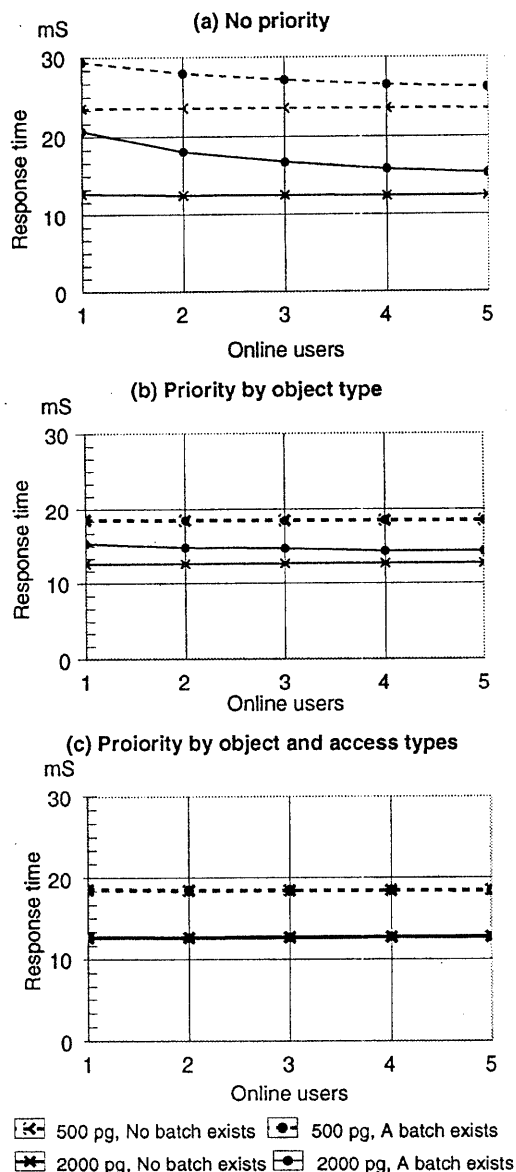 (a) No priority
mS
30
20
10
0
Response time
1 2 3 4 5
Online users
(b) Priority by object type
mS
30
20
10
0
Response time
1 2 3 4 5
Online users
(c) Proiority by object and access types
mS
30
20
10
0
Response time
1 2 3 4 5
Online users
500 pg, No batch exists 500 pg, A batch exists
2000 pg, No batch exists 2000 pg, A batch exists